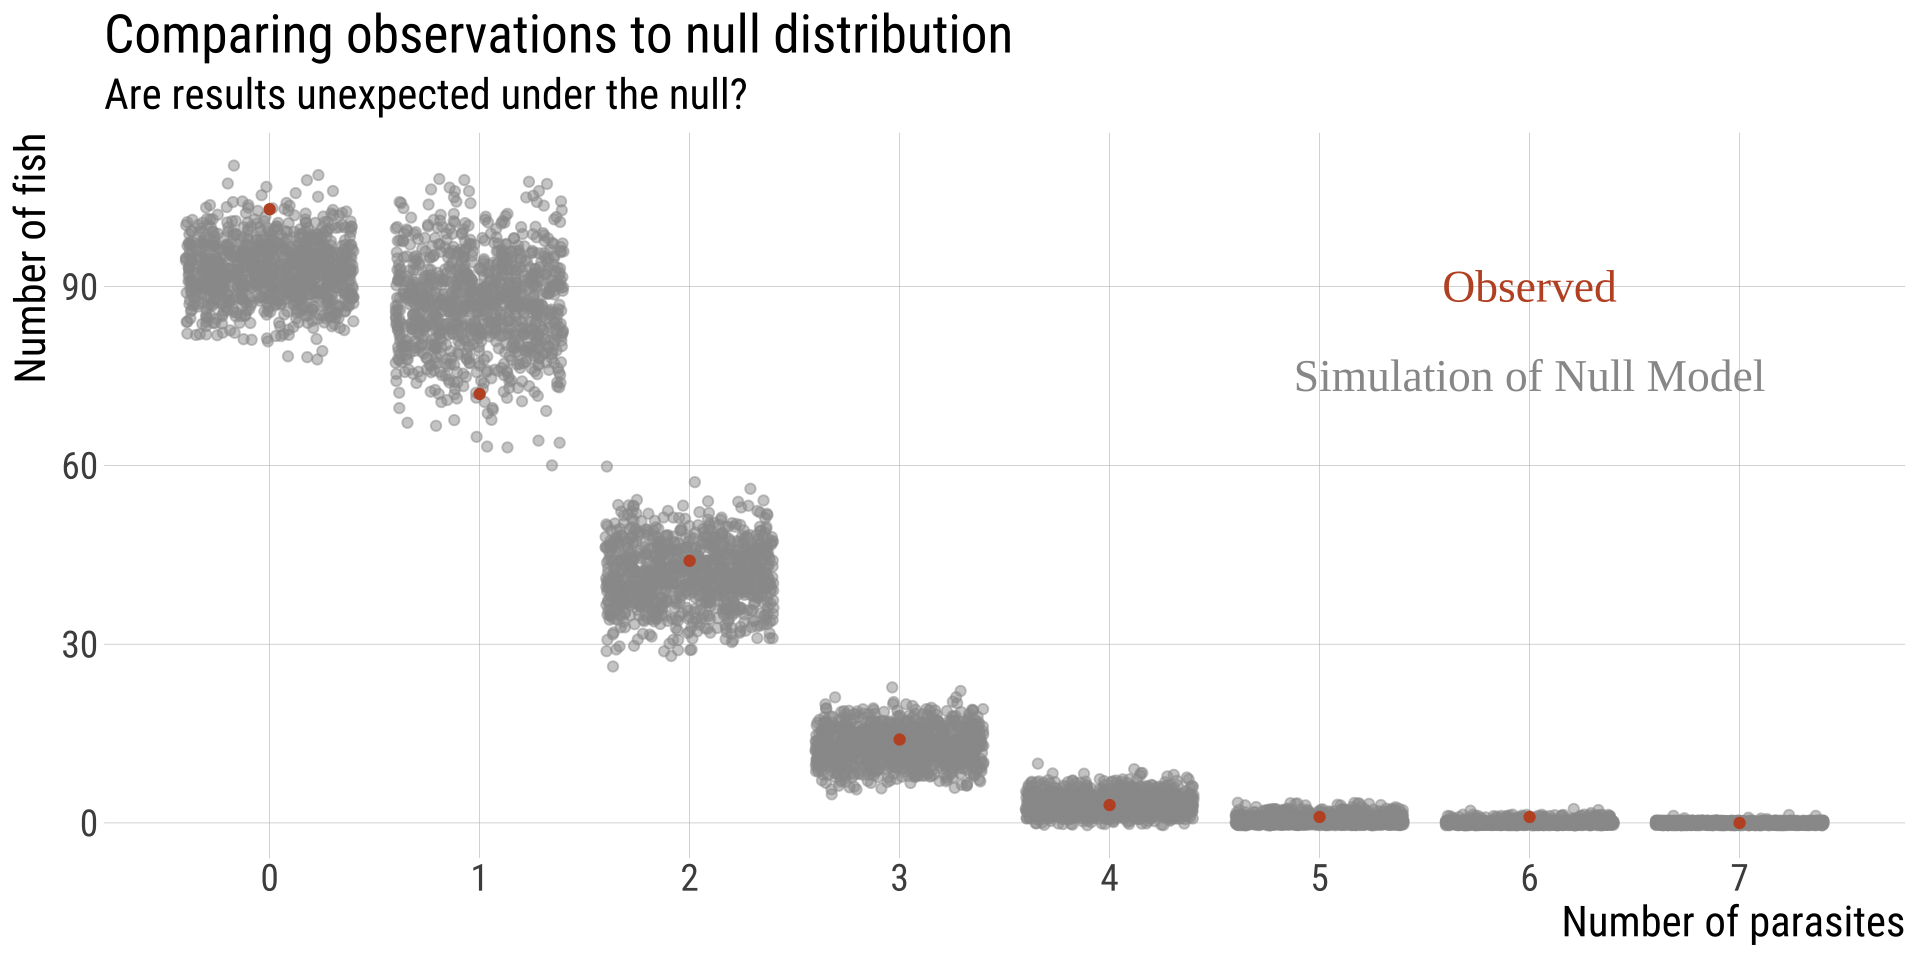 Comparing observations to null distribution
Are results unexpected under the null?
Number of fish
90
60
30
0
Observed
Simulation of Null Model
0 1 2 3 4 5 6 7
Number of parasites